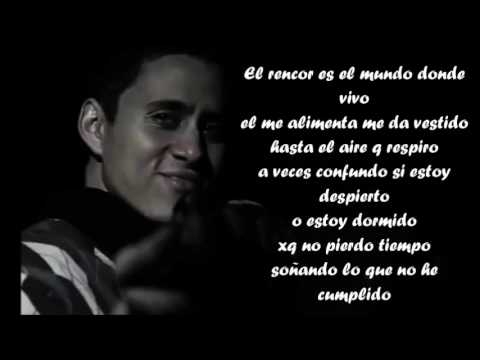 El rencor es el mundo donde
vivo
el me alimenta me da vestido
hasta el aire q respiro
a veces confundo si estoy
despierto
o estoy dormido
xq no pierdo tiempo
soñando lo que no he
cumplido